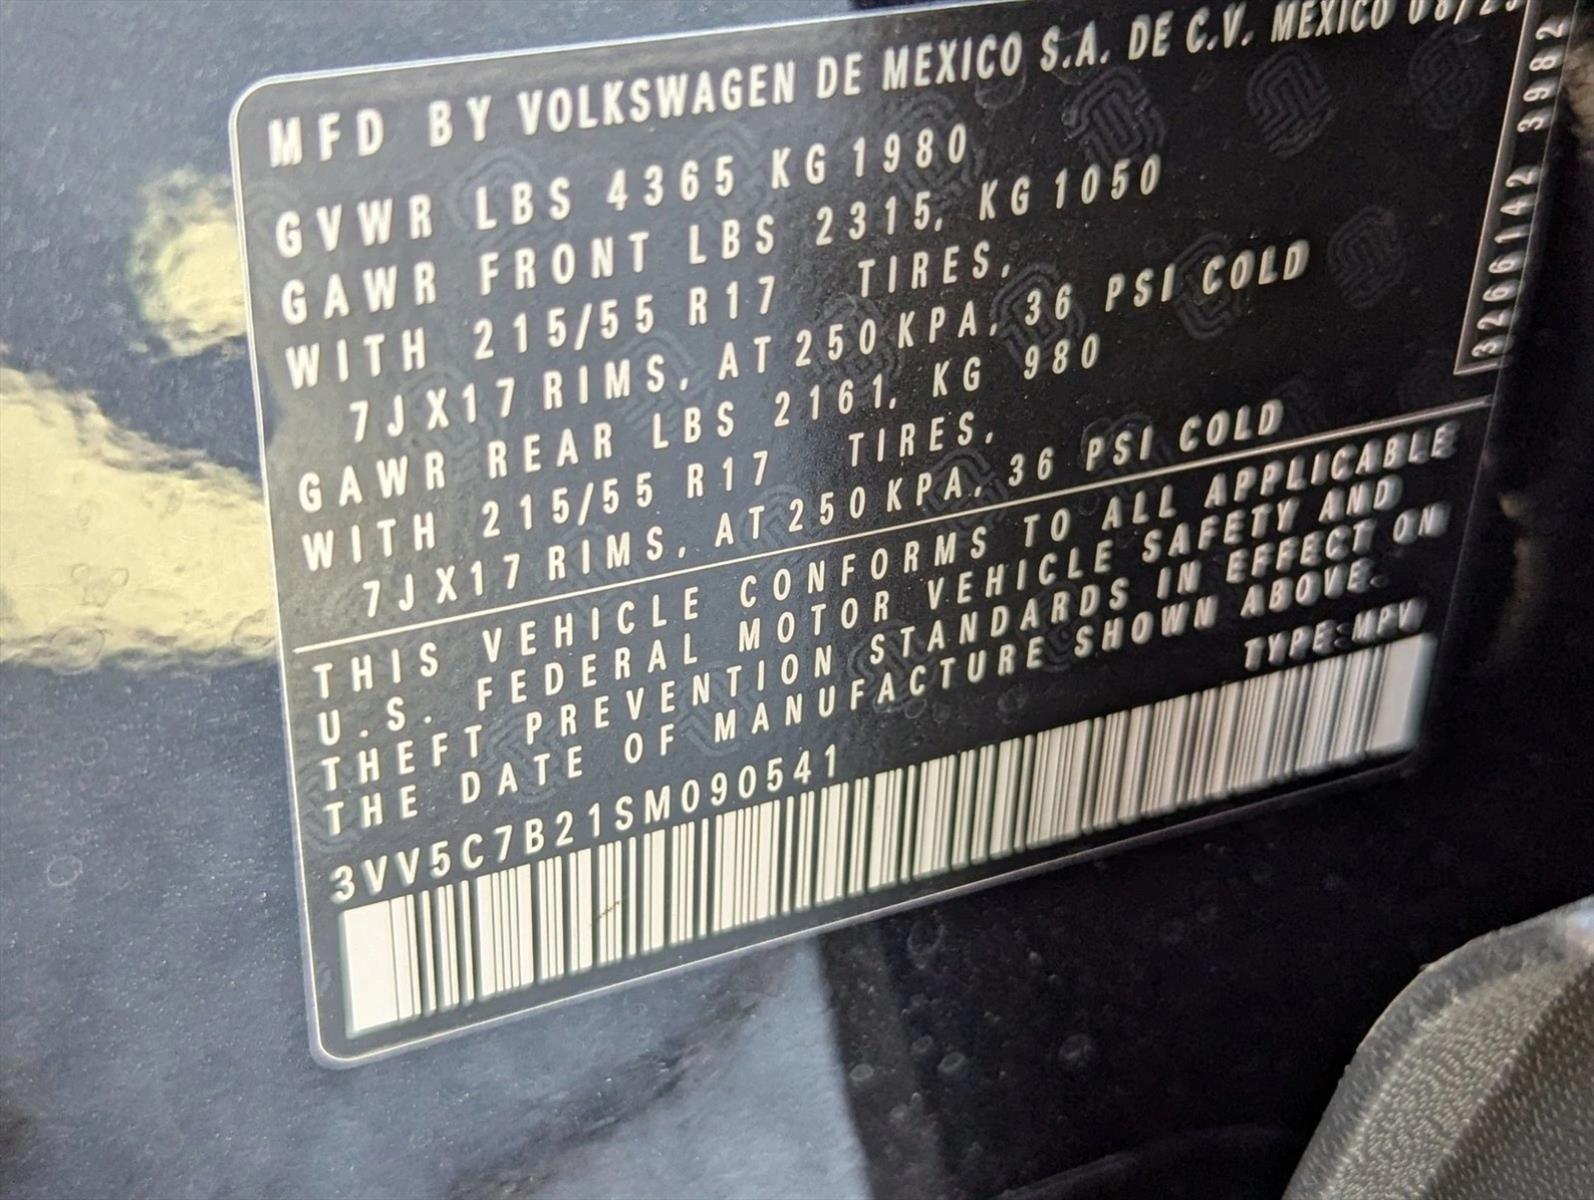 MFD BY VOLKSWAGEN DE MEXICO S.A. DE C.V. MEXICO
GVWR LBS 4365 KG 1980
GAWR FRONT LBS 2315, KG 1050
WITH 215/55 R17 TIRES,
7JX17 RIMS, AT 250 KPA, 36 PSI COLD
GAWR REAR LBS 2161, KG 980
WITH 215/55 R17 TIRES,
7JX17 RIMS, AT 250 KPA, 36 PSI COLD
THIS VEHICLE CONFORMS TO ALL APPLICABLE
U.S. FEDERAL MOTOR VEHICLE SAFETY AND
THEFT PREVENTION STANDARDS IN EFFECT ON
THE DATE OF MANUFACTURE SHOWN ABOVE.
TYPE: MPV
3VV5C7B21SM090541
3266142 3982